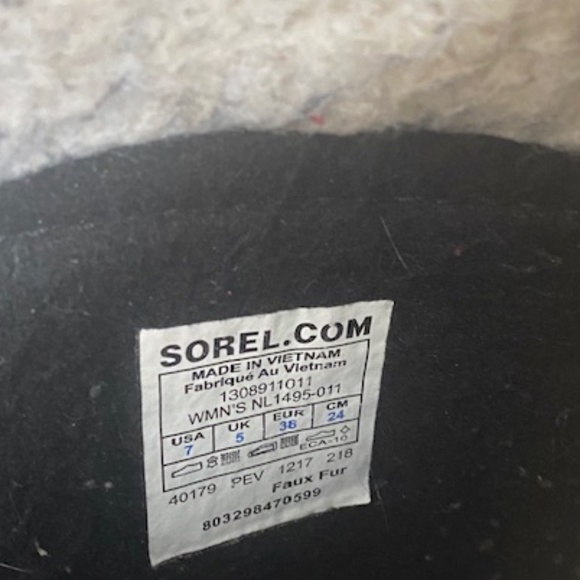 SOREL.COM
MADE IN VIETNAM
Fabriqué Au Vietnam
1308911011
WMN'S NL1495-011
USA UK EUR CM
7 5 38 24
ECA-10
40179 PEV 1217 218
Faux Fur
803298470599